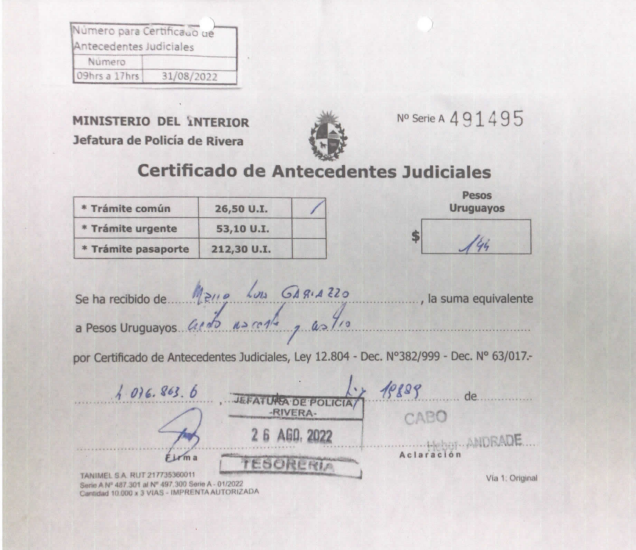 Número para Certificado de
Antecedentes Judiciales
Número
09hrs a 17hrs 31/08/2022
MINISTERIO DEL INTERIOR
Jefatura de Policía de Rivera
Nº Serie A 491495
Certificado de Antecedentes Judiciales
* Trámite común 26,50 U.I. /
* Trámite urgente 53,10 U.I.
* Trámite pasaporte 212,30 U.I.
Pesos
Uruguayos
$ 144
Se ha recibido de Mario Luis GABIAZZO, la suma equivalente
a Pesos Uruguayos ciento cuarenta y cuatro
por Certificado de Antecedentes Judiciales, Ley 12.804 - Dec. Nº382/999 - Dec. Nº 63/017.-
4 076.863.6, Ley 19889 de
JEFATURA DE POLICIA
-RIVERA-
26 AGO. 2022
TESORERIA
CABO
Heber ANDRADE
Firma
Aclaración
TANIMEL S.A. RUT 217735360011
Serie A Nº 487.301 al Nº 497.300 Serie A - 01/2022
Cantidad 10.000 x 3 VIAS - IMPRENTA AUTORIZADA
Vía 1: Original